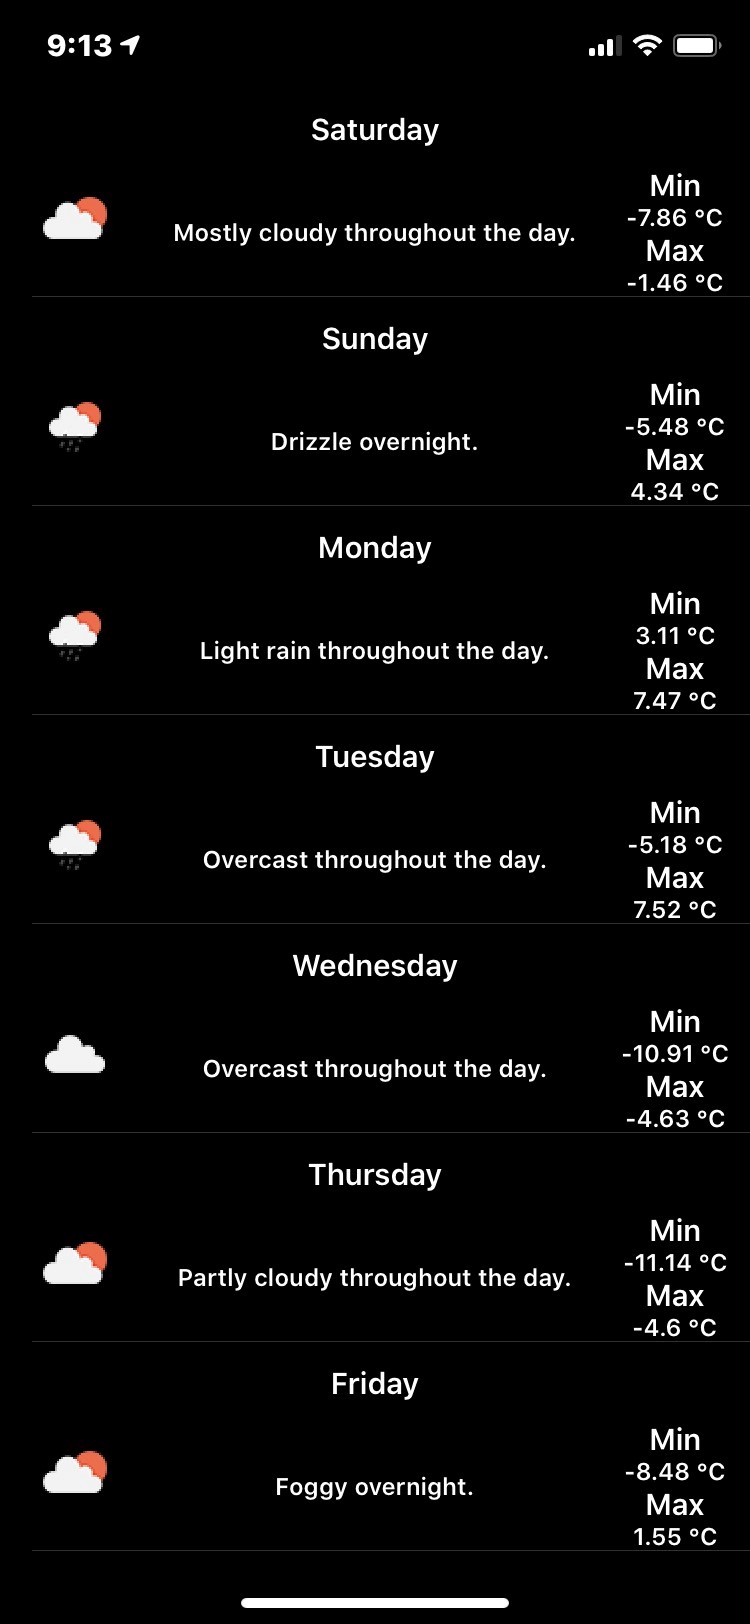 9:13
Saturday
Mostly cloudy throughout the day.
Min
-7.86 °C
Max
-1.46 °C
Sunday
Drizzle overnight.
Min
-5.48 °C
Max
4.34 °C
Monday
Light rain throughout the day.
Min
3.11 °C
Max
7.47 °C
Tuesday
Overcast throughout the day.
Min
-5.18 °C
Max
7.52 °C
Wednesday
Overcast throughout the day.
Min
-10.91 °C
Max
-4.63 °C
Thursday
Partly cloudy throughout the day.
Min
-11.14 °C
Max
-4.6 °C
Friday
Foggy overnight.
Min
-8.48 °C
Max
1.55 °C